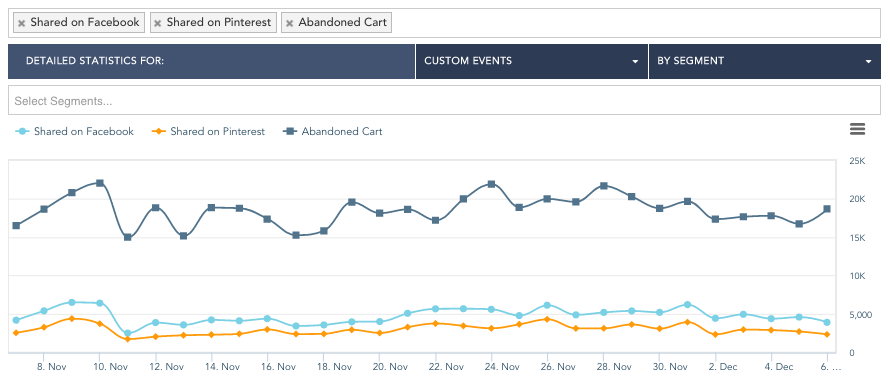 × Shared on Facebook × Shared on Pinterest × Abandoned Cart
DETAILED STATISTICS FOR: CUSTOM EVENTS BY SEGMENT
Select Segments...
Shared on Facebook Shared on Pinterest Abandoned Cart
25K
20K
15K
10K
5,000
0
8. Nov 10. Nov 12. Nov 14. Nov 16. Nov 18. Nov 20. Nov 22. Nov 24. Nov 26. Nov 28. Nov 30. Nov 2. Dec 4. Dec 6. ...